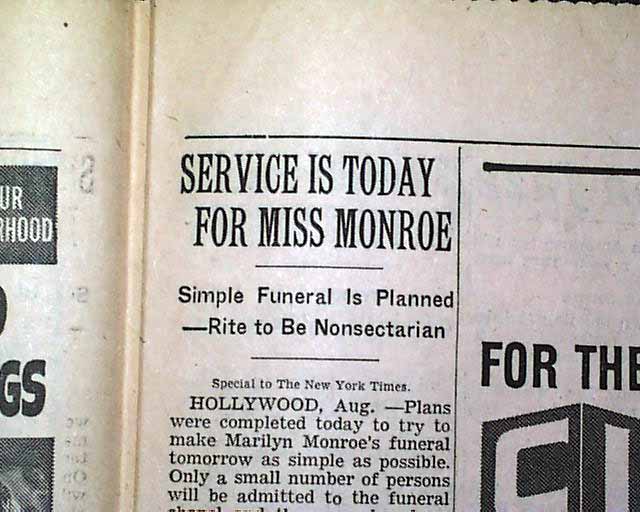 SERVICE IS TODAY
FOR MISS MONROE
Simple Funeral Is Planned
—Rite to Be Nonsectarian
Special to The New York Times.
HOLLYWOOD, Aug. —Plans
were completed today to try to
make Marilyn Monroe's funeral
tomorrow as simple as possible.
Only a small number of persons
will be admitted to the funeral
UR
RHOOD
GS
FOR THE